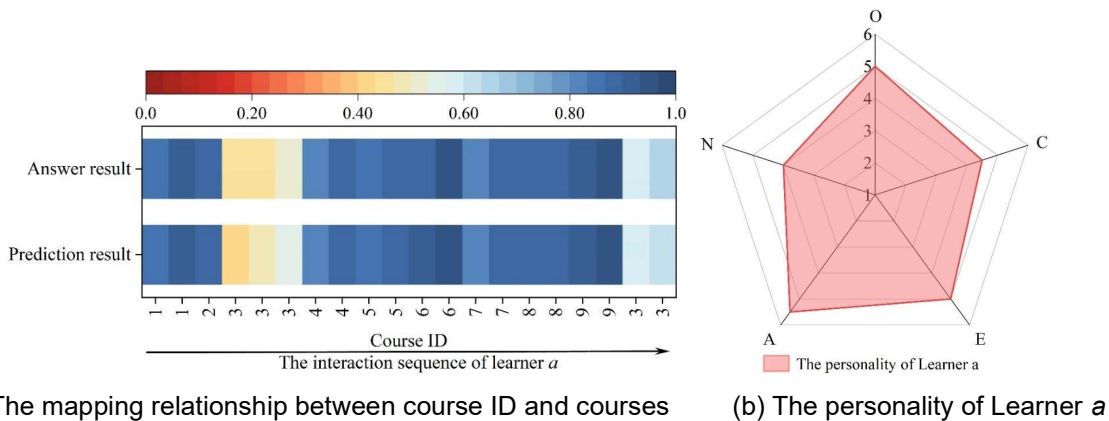 0.0 0.20 0.40 0.60 0.80 1.0
Answer result
Prediction result
1 1 2 3 3 3 4 4 5 5 6 6 7 7 8 8 9 9 3 3
Course ID
The interaction sequence of learner a
The mapping relationship between course ID and courses
O
6
5
4
3
2
1
N
C
A
E
The personality of Learner a
(b) The personality of Learner a